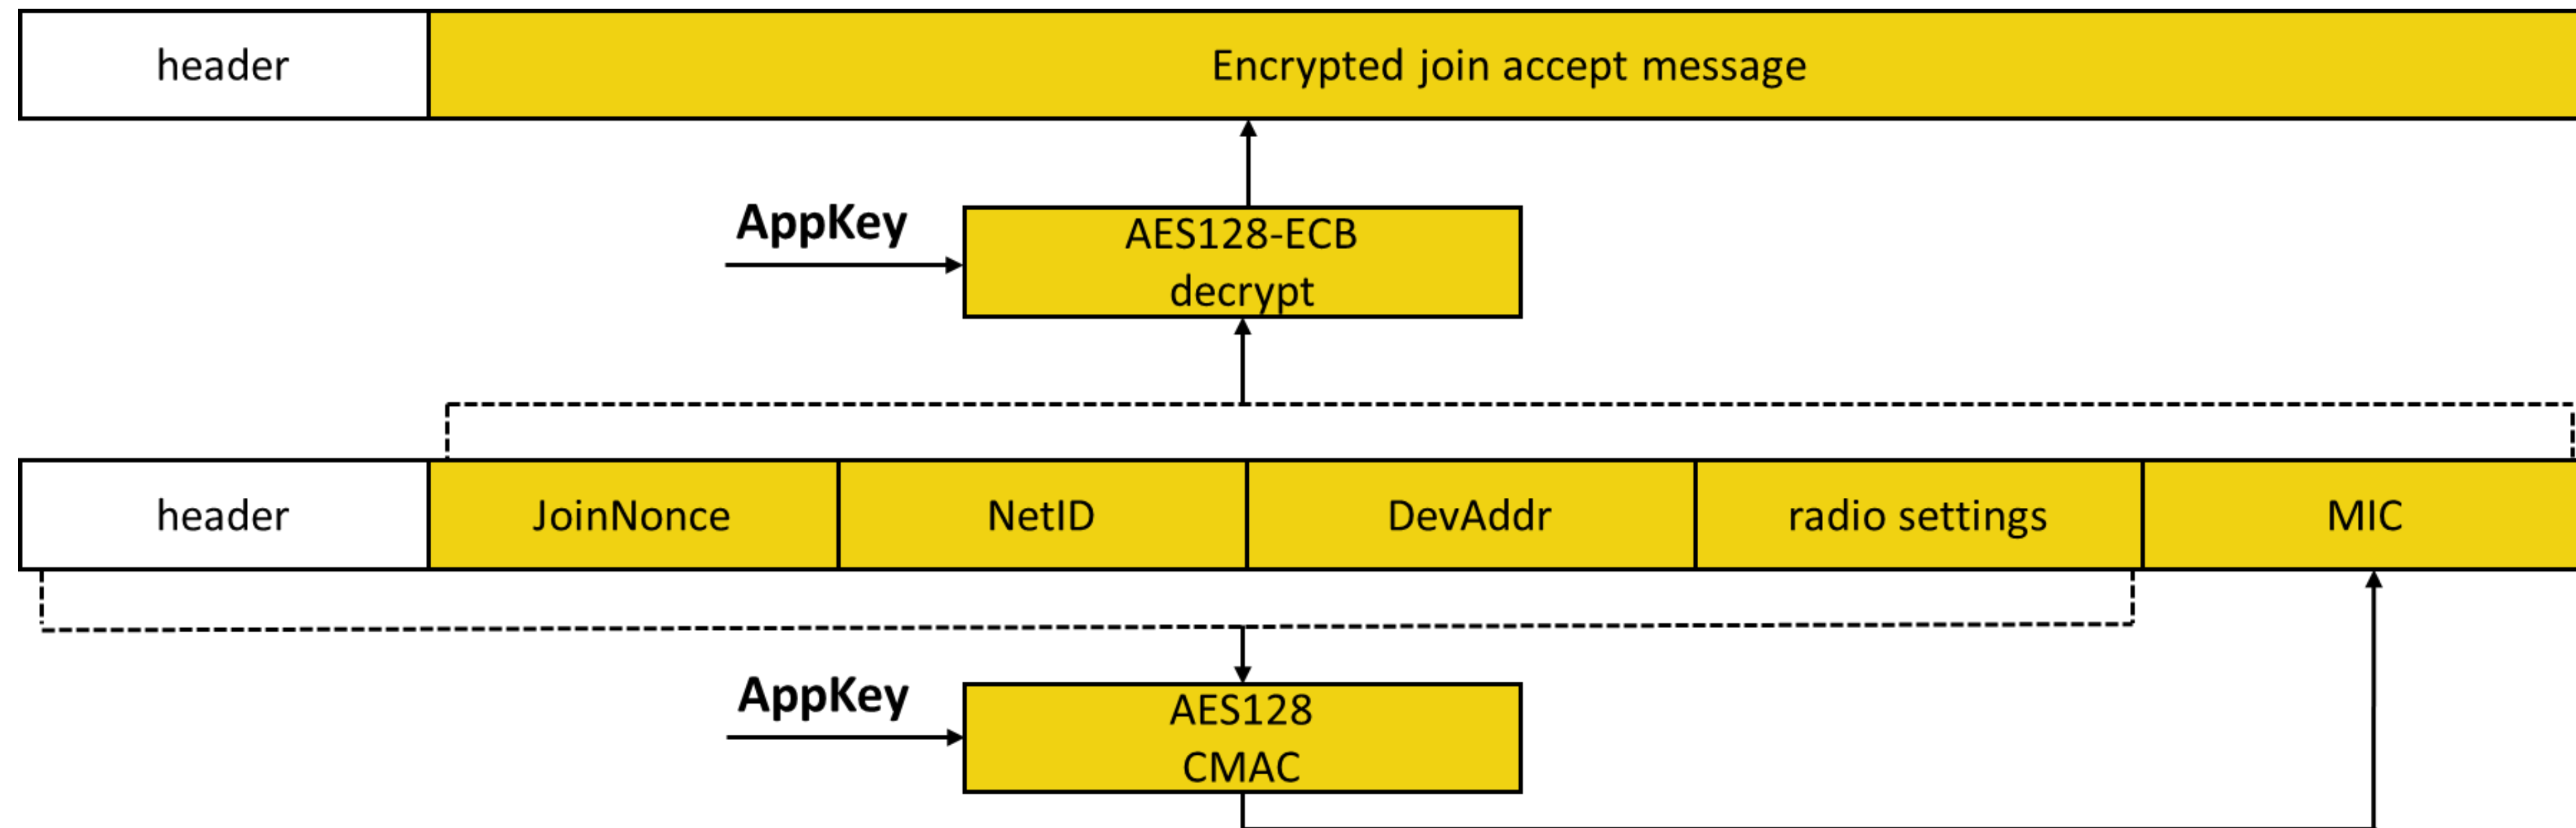 header
Encrypted join accept message
AppKey
AES128-ECB
decrypt
header
JoinNonce
NetID
DevAddr
radio settings
MIC
AppKey
AES128
CMAC